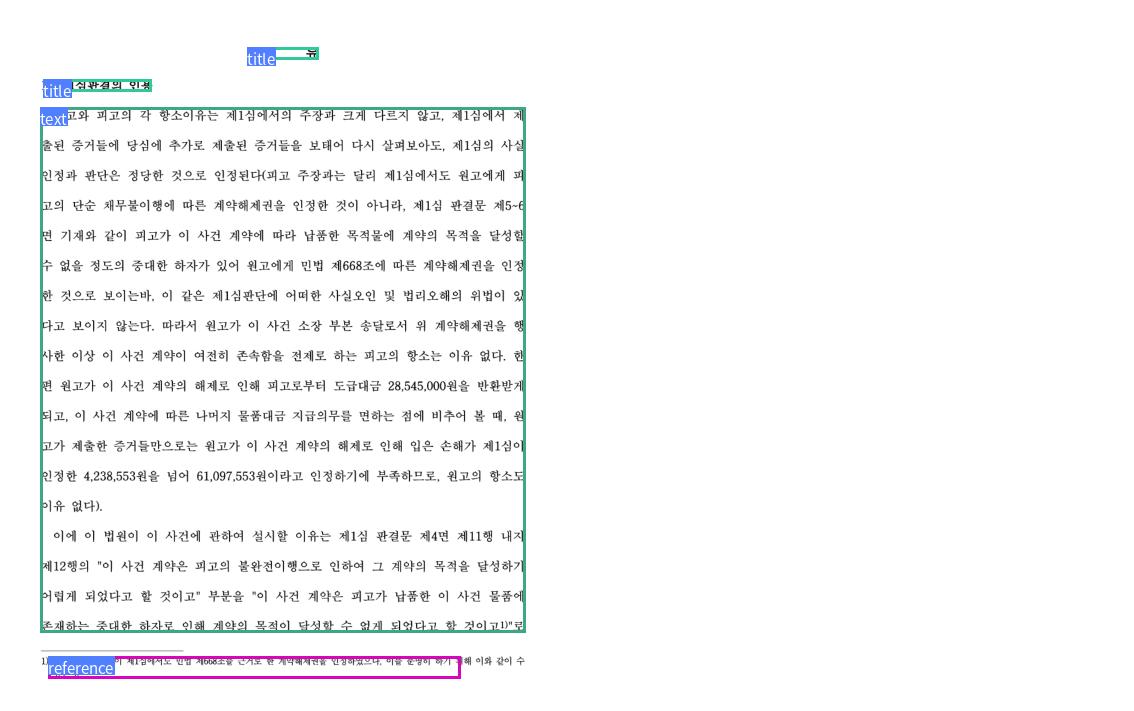 title
title 심판결의 인용
text 고와 피고의 각 항소이유는 제1심에서의 주장과 크게 다르지 않고, 제1심에서 제
출된 증거들에 당심에 추가로 제출된 증거들을 보태어 다시 살펴보아도, 제1심의 사실
인정과 판단은 정당한 것으로 인정된다(피고 주장과는 달리 제1심에서도 원고에게 피
고의 단순 채무불이행에 따른 계약해제권을 인정한 것이 아니라, 제1심 판결문 제5~6
면 기재와 같이 피고가 이 사건 계약에 따라 납품한 목적물에 계약의 목적을 달성할
수 없을 정도의 중대한 하자가 있어 원고에게 민법 제668조에 따른 계약해제권을 인정
한 것으로 보이는바, 이 같은 제1심판단에 어떠한 사실오인 및 법리오해의 위법이 있
다고 보이지 않는다. 따라서 원고가 이 사건 소장 부본 송달로서 위 계약해제권을 행
사한 이상 이 사건 계약이 여전히 존속함을 전제로 하는 피고의 항소는 이유 없다. 한
편 원고가 이 사건 계약의 해제로 인해 피고로부터 도급대금 28,545,000원을 반환받게
되고, 이 사건 계약에 따른 나머지 물품대금 지급의무를 면하는 점에 비추어 볼 때, 원
고가 제출한 증거들만으로는 원고가 이 사건 계약의 해제로 인해 입은 손해가 제1심이
인정한 4,238,553원을 넘어 61,097,553원이라고 인정하기에 부족하므로, 원고의 항소도
이유 없다).
이에 이 법원이 이 사건에 관하여 설시할 이유는 제1심 판결문 제4면 제11행 내지
제12행의 "이 사건 계약은 피고의 불완전이행으로 인하여 그 계약의 목적을 달성하기
어렵게 되었다고 할 것이고" 부분을 "이 사건 계약은 피고가 납품한 이 사건 물품에
존재하는 중대한 하자로 인해 계약의 목적이 달성할 수 없게 되었다고 할 것이고1)"로
1) reference 이 제1심에서도 민법 제668조를 근거로 한 계약해제권을 인정하였으나, 이를 분명히 하기 위해 이와 같이 수